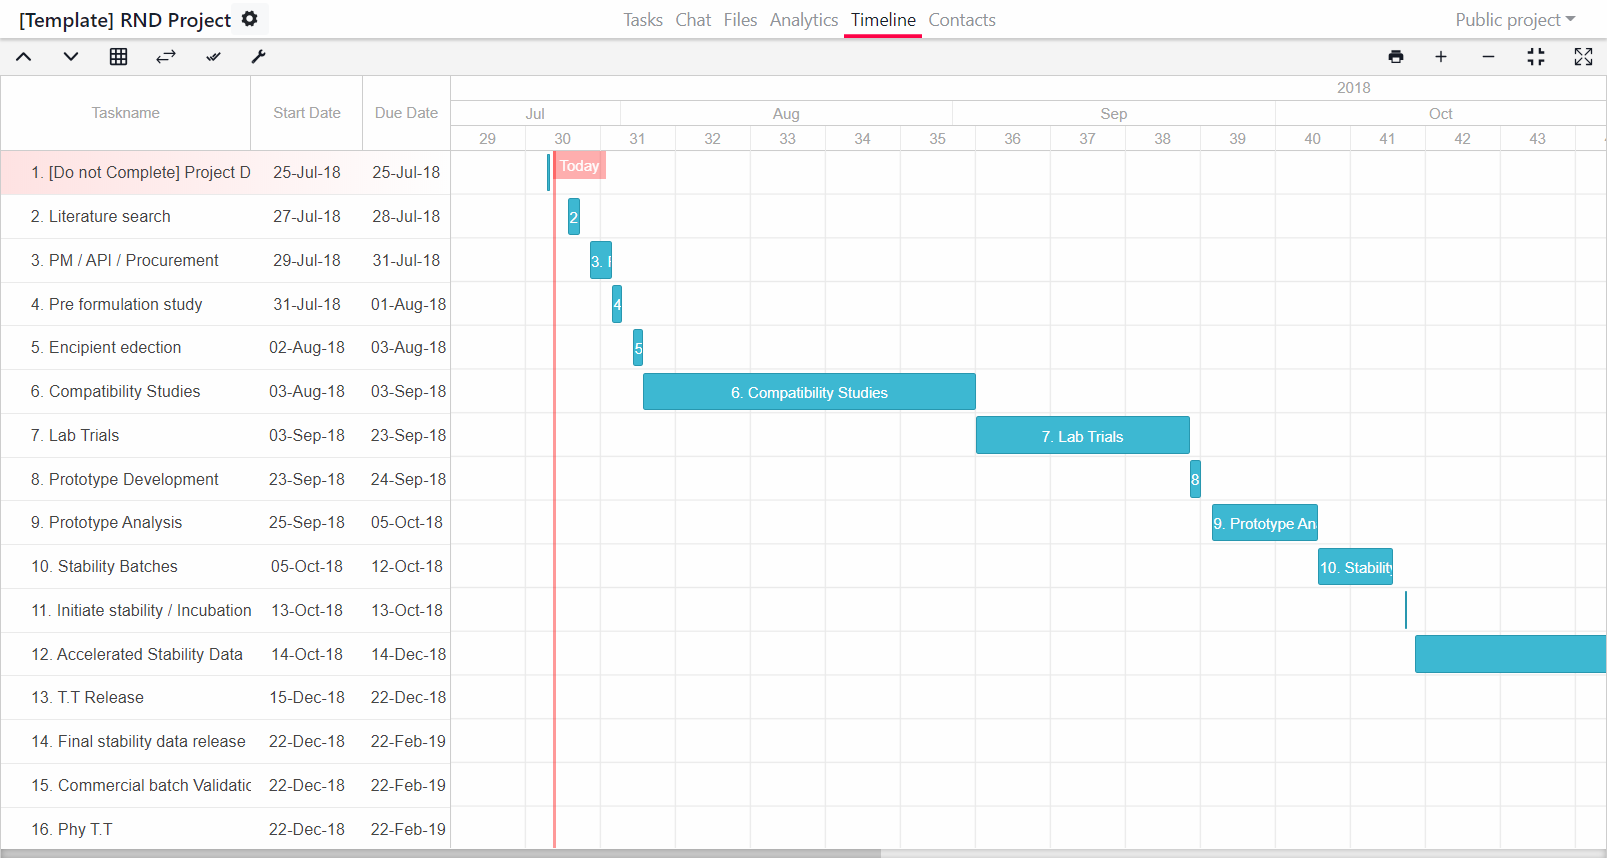 [Template] RND Project
Tasks Chat Files Analytics Timeline Contacts
Public project
2018
Taskname Start Date Due Date
Jul Aug Sep Oct
29 30 31 32 33 34 35 36 37 38 39 40 41 42 43
1. [Do not Complete] Project D 25-Jul-18 25-Jul-18 Today
2. Literature search 27-Jul-18 28-Jul-18 2
3. PM / API / Procurement 29-Jul-18 31-Jul-18 3.
4. Pre formulation study 31-Jul-18 01-Aug-18 4
5. Encipient edection 02-Aug-18 03-Aug-18 5
6. Compatibility Studies 03-Aug-18 03-Sep-18 6. Compatibility Studies
7. Lab Trials 03-Sep-18 23-Sep-18 7. Lab Trials
8. Prototype Development 23-Sep-18 24-Sep-18 8
9. Prototype Analysis 25-Sep-18 05-Oct-18 9. Prototype An
10. Stability Batches 05-Oct-18 12-Oct-18 10. Stability
11. Initiate stability / Incubation 13-Oct-18 13-Oct-18
12. Accelerated Stability Data 14-Oct-18 14-Dec-18
13. T.T Release 15-Dec-18 22-Dec-18
14. Final stability data release 22-Dec-18 22-Feb-19
15. Commercial batch Validatio 22-Dec-18 22-Feb-19
16. Phy T.T 22-Dec-18 22-Feb-19